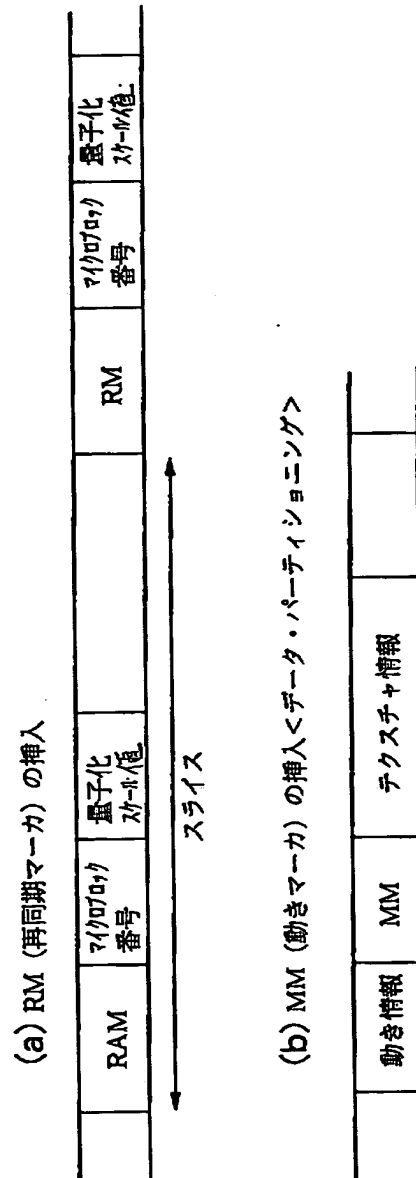 (a) RM (再同期マーカ) の挿入
RAM
マイクロブロック
番号
量子化
スケール値
RM
マイクロブロック
番号
量子化
スケール値
スライス
(b) MM (動きマーカ) の挿入<データ・パーティショニング>
動き情報
MM
テクスチャ情報